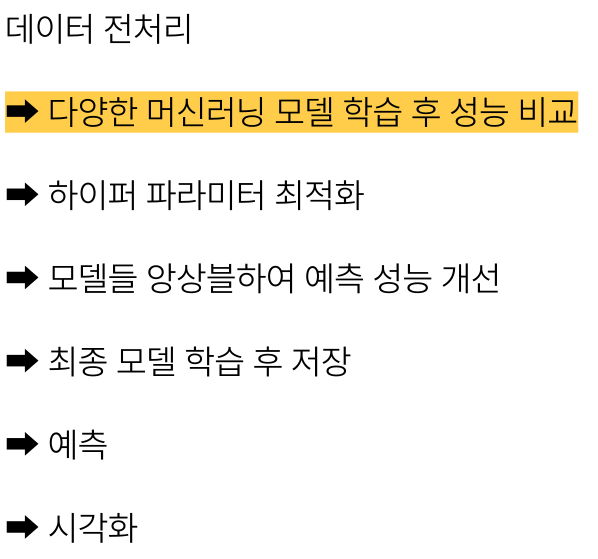 데이터 전처리
➡ 다양한 머신러닝 모델 학습 후 성능 비교
➡ 하이퍼 파라미터 최적화
➡ 모델들 앙상블하여 예측 성능 개선
➡ 최종 모델 학습 후 저장
➡ 예측
➡ 시각화